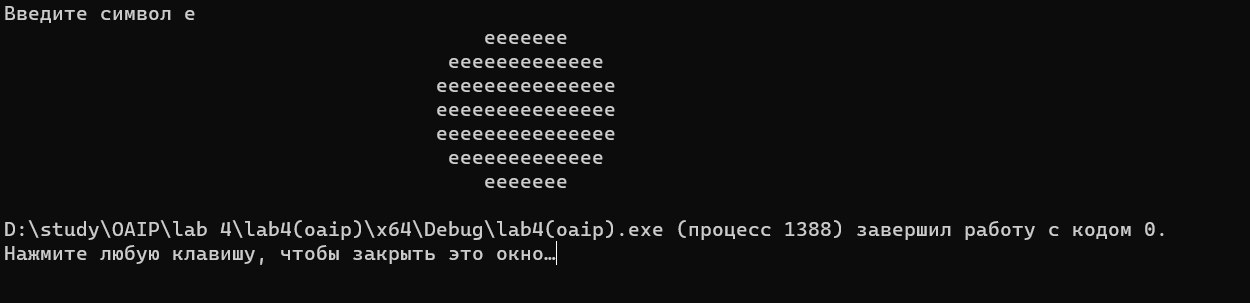 Введите символ e
eeeeeee
eeeeeeeeeeeee
eeeeeeeeeeeeeee
eeeeeeeeeeeeeee
eeeeeeeeeeeeeee
eeeeeeeeeeeee
eeeeeee
D:\study\OAIP\lab 4\lab4(oaip)\x64\Debug\lab4(oaip).exe (процесс 1388) завершил работу с кодом 0.
Нажмите любую клавишу, чтобы закрыть это окно…